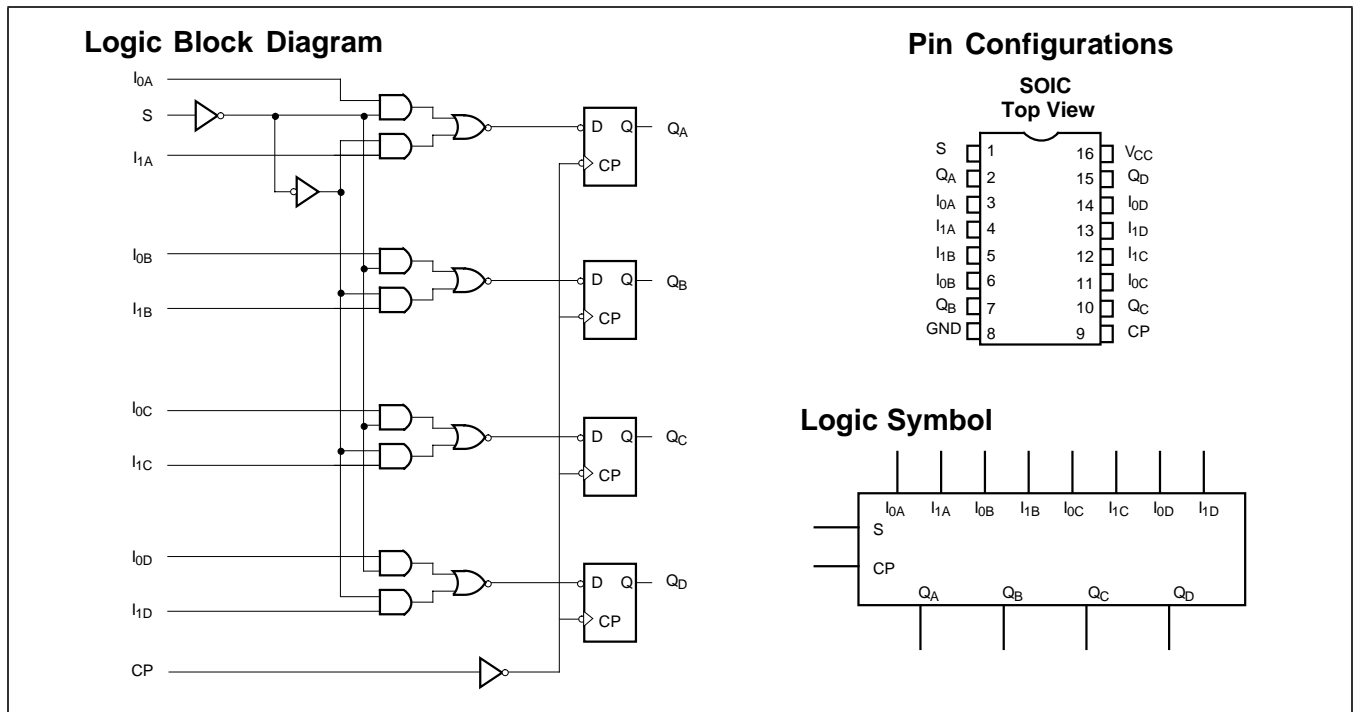 Logic Block Diagram
I0A
S
I1A
I0B
I1B
I0C
I1C
I0D
I1D
CP
D Q
CP
QA
D Q
CP
QB
D Q
CP
QC
D Q
CP
QD
Pin Configurations
SOIC
Top View
S 1 16 VCC
QA 2 15 QD
I0A 3 14 I0D
I1A 4 13 I1D
I1B 5 12 I1C
I0B 6 11 I0C
QB 7 10 QC
GND 8 9 CP
Logic Symbol
I0A I1A I0B I1B I0C I1C I0D I1D
S
CP
QA QB QC QD